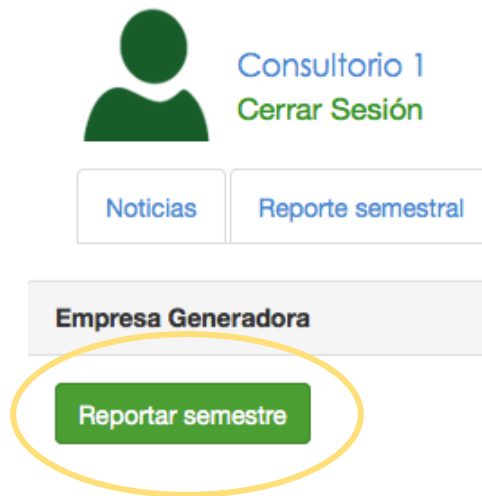 Consultorio 1
Cerrar Sesión
Noticias
Reporte semestral
Empresa Generadora
Reportar semestre